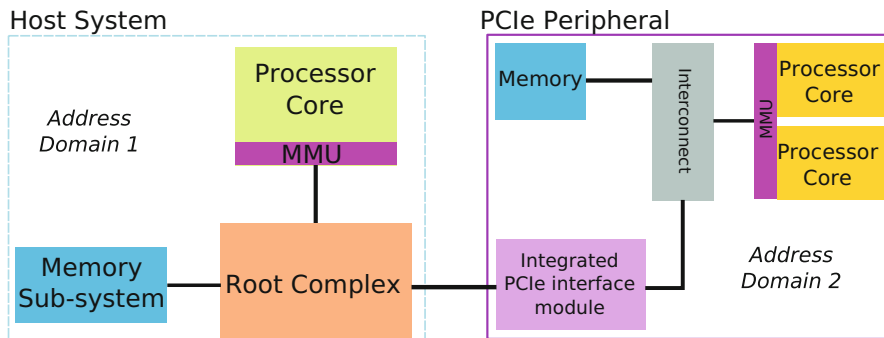 Host System
Processor
Core
MMU
Address
Domain 1
Memory
Sub-system
Root Complex
PCIe Peripheral
Memory
Interconnect
MMU
Processor
Core
Processor
Core
Integrated
PCIe interface
module
Address
Domain 2